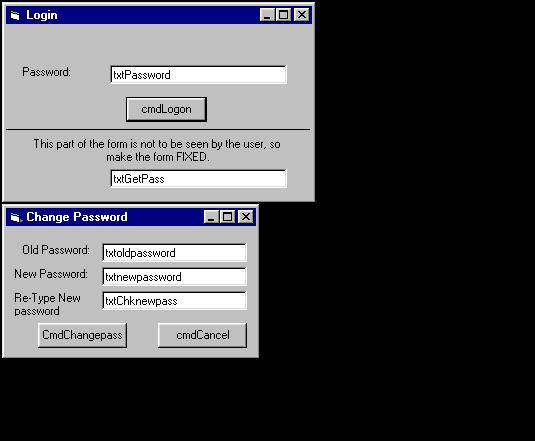 Login
Password:
txtPassword
cmdLogon
This part of the form is not to be seen by the user, so
make the form FIXED.
txtGetPass
Change Password
Old Password:
txtoldpassword
New Password:
txtnewpassword
Re-Type New
password
txtChknewpass
CmdChangepass
cmdCancel